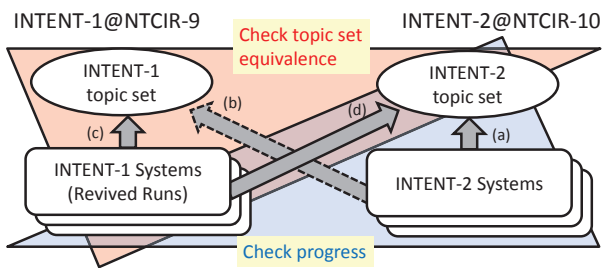 INTENT-1@NTCIR-9
INTENT-2@NTCIR-10
Check topic set
equivalence
INTENT-1
topic set
INTENT-2
topic set
(b)
(d)
(c)
(a)
INTENT-1 Systems
(Revived Runs)
INTENT-2 Systems
Check progress